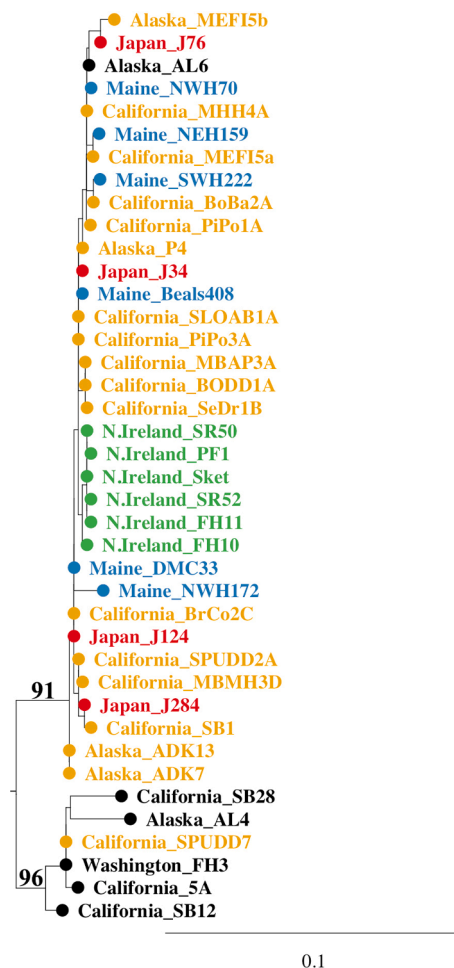 Alaska_MEFI5b
Japan_J76
Alaska_AL6
Maine_NWH70
California_MHH4A
Maine_NEH159
California_MEFI5a
Maine_SWH222
California_BoBa2A
California_PiPo1A
Alaska_P4
Japan_J34
Maine_Beals408
California_SLOAB1A
California_PiPo3A
California_MBAP3A
California_BODD1A
California_SeDr1B
N.Ireland_SR50
N.Ireland_PF1
N.Ireland_Sket
N.Ireland_SR52
N.Ireland_FH11
N.Ireland_FH10
Maine_DMC33
Maine_NWH172
California_BrCo2C
Japan_J124
California_SPUDD2A
California_MBMH3D
91
Japan_J284
California_SB1
Alaska_ADK13
Alaska_ADK7
California_SB28
Alaska_AL4
California_SPUDD7
Washington_FH3
96
California_5A
California_SB12
0.1